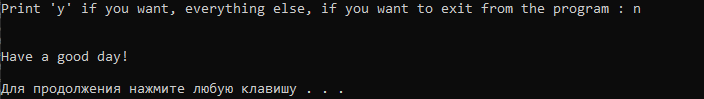 Print 'y' if you want, everything else, if you want to exit from the program : n
Have a good day!
Для продолжения нажмите любую клавишу . . .